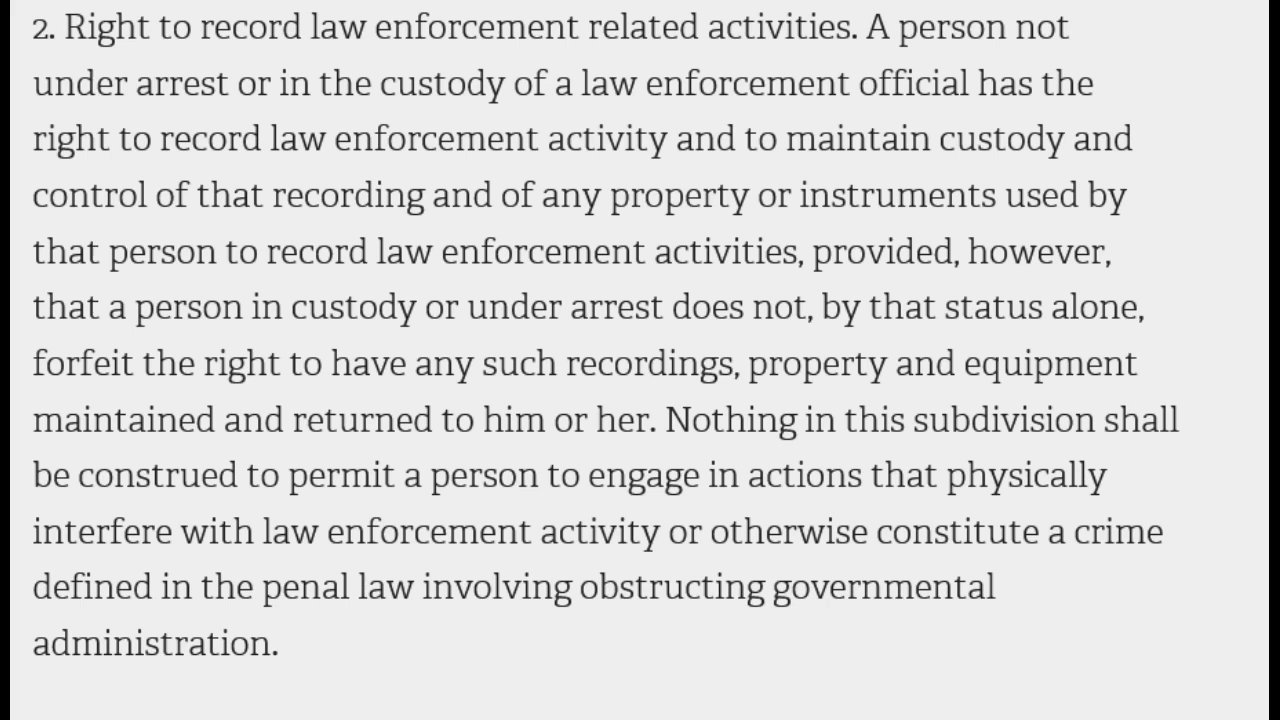 2. Right to record law enforcement related activities. A person not
under arrest or in the custody of a law enforcement official has the
right to record law enforcement activity and to maintain custody and
control of that recording and of any property or instruments used by
that person to record law enforcement activities, provided, however,
that a person in custody or under arrest does not, by that status alone,
forfeit the right to have any such recordings, property and equipment
maintained and returned to him or her. Nothing in this subdivision shall
be construed to permit a person to engage in actions that physically
interfere with law enforcement activity or otherwise constitute a crime
defined in the penal law involving obstructing governmental
administration.